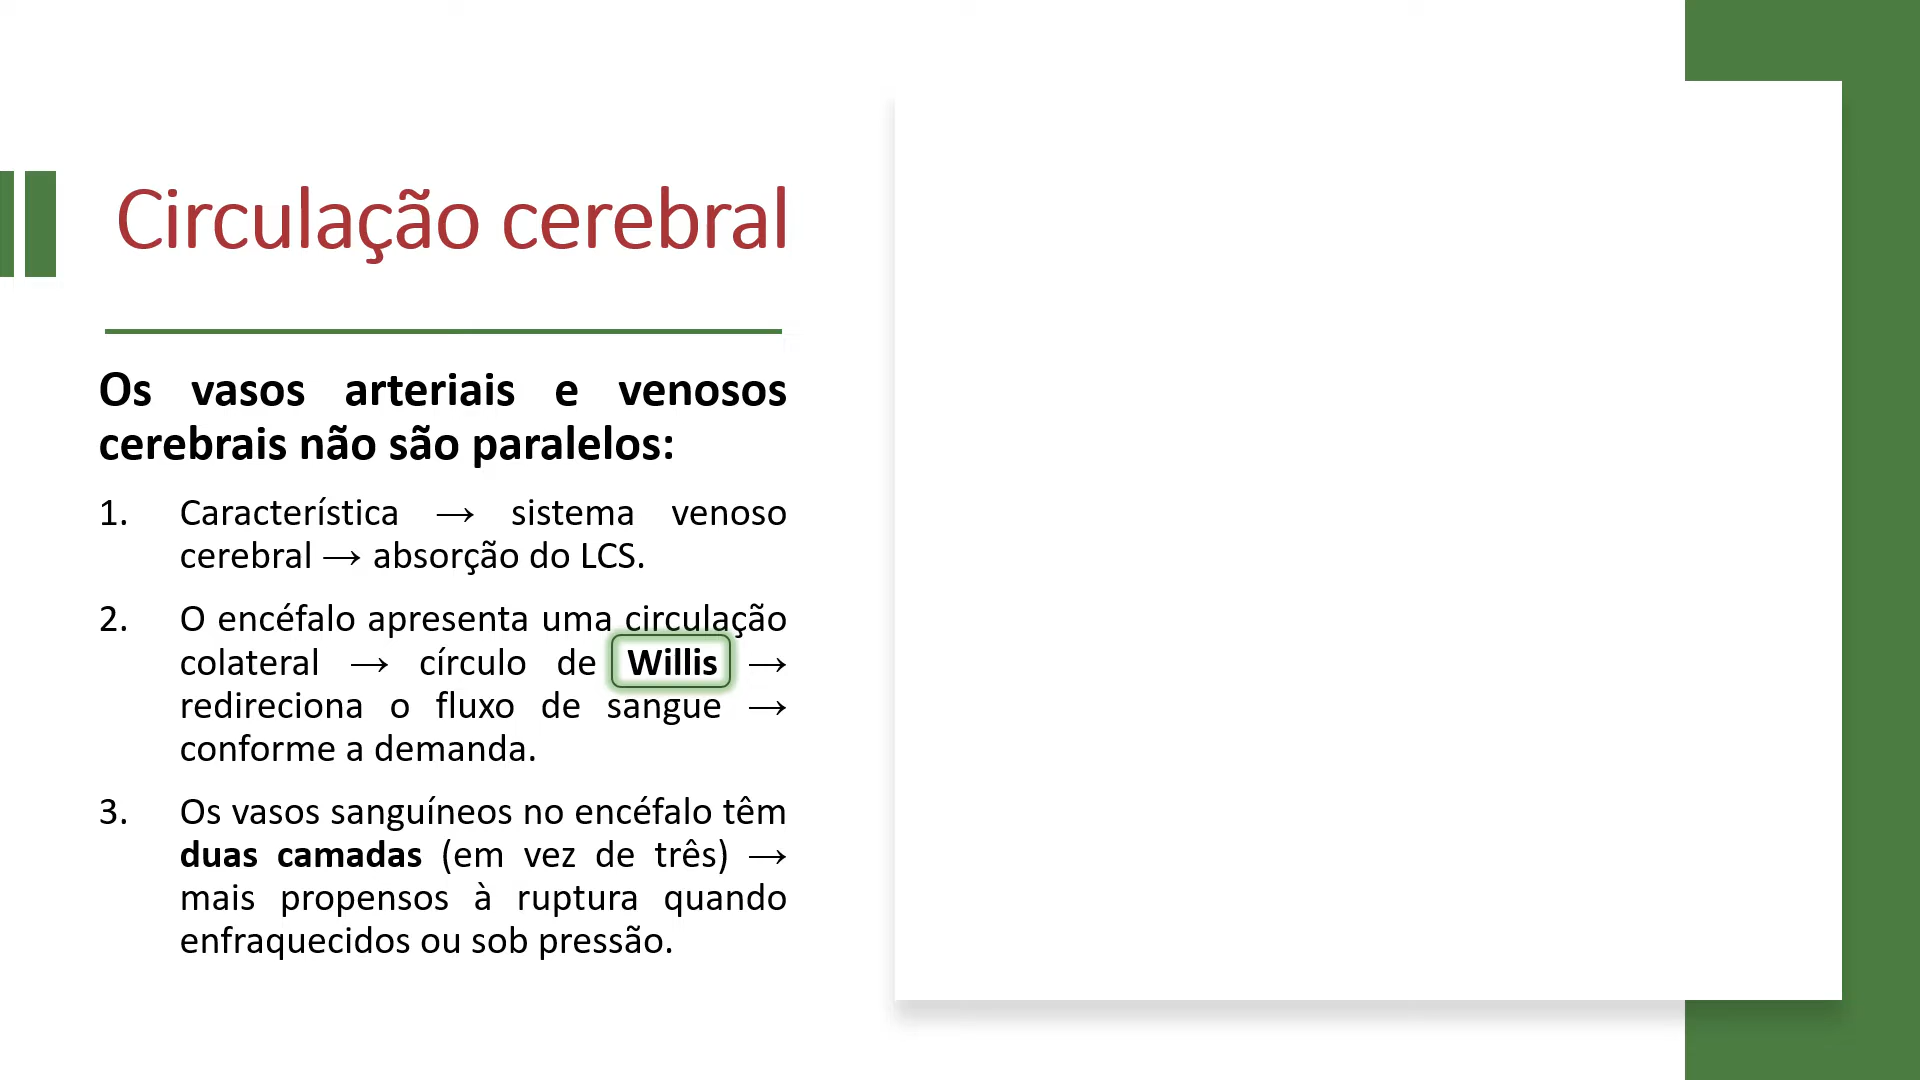 Circulação cerebral
Os vasos arteriais e venosos
cerebrais não são paralelos:
1. Característica → sistema venoso
cerebral → absorção do LCS.
2. O encéfalo apresenta uma circulação
colateral → círculo de Willis →
redireciona o fluxo de sangue →
conforme a demanda.
3. Os vasos sanguíneos no encéfalo têm
duas camadas (em vez de três) →
mais propensos à ruptura quando
enfraquecidos ou sob pressão.